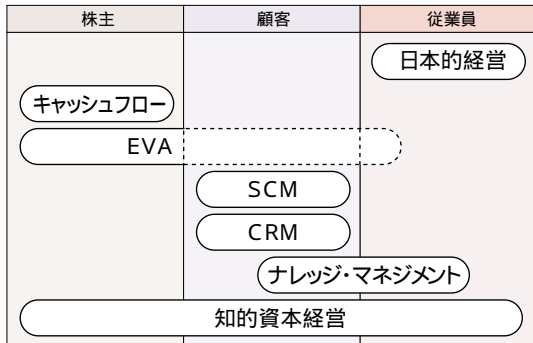 株主 顧客 従業員
日本的経営
キャッシュフロー
EVA
SCM
CRM
ナレッジ・マネジメント
知的資本経営